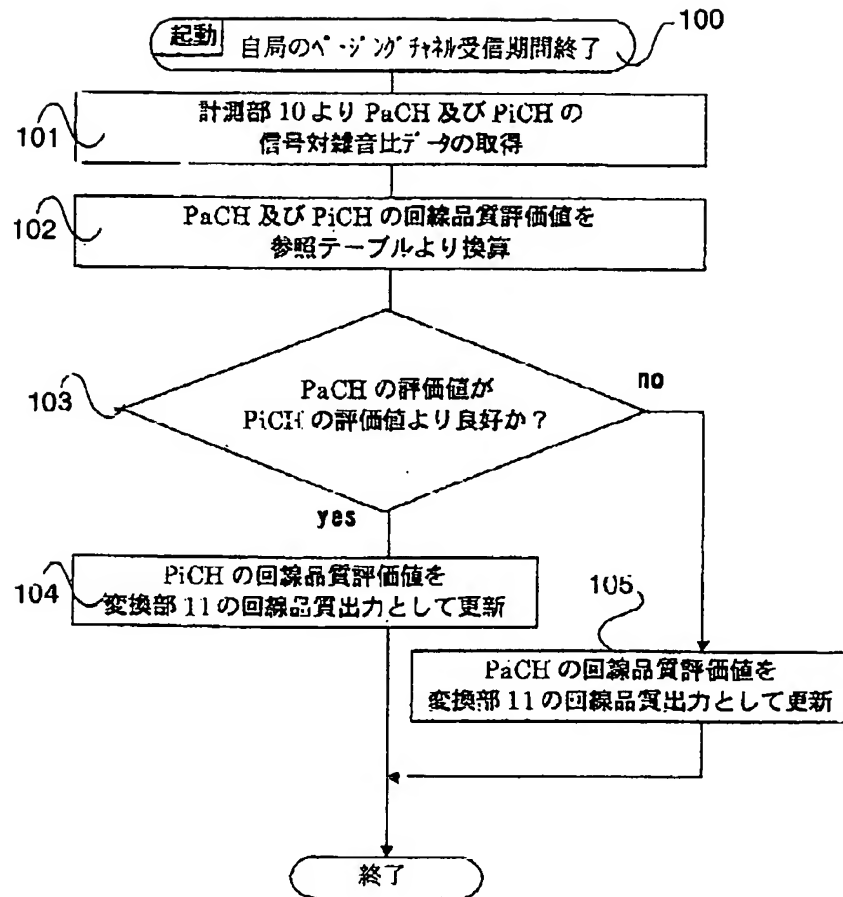 起動 自局のページングチャネル受信期間終了
100
計測部 10 より PaCH 及び PiCH の
信号対雑音比データの取得
101
PaCH 及び PiCH の回線品質評価値を
参照テーブルより換算
102
PaCH の評価値が
PiCH の評価値より良好か？
103
no
yes
PiCH の回線品質評価値を
変換部 11 の回線品質出力として更新
104
105
PaCH の回線品質評価値を
変換部 11 の回線品質出力として更新
終了